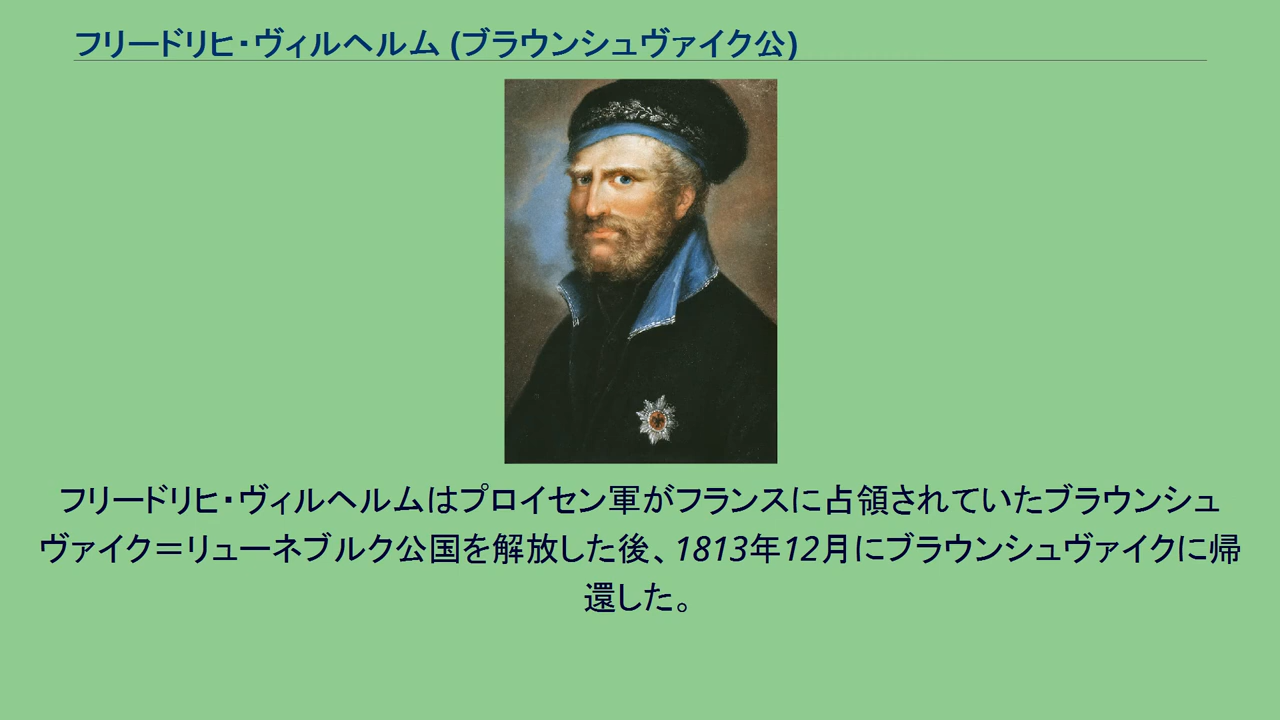 フリードリヒ・ヴィルヘルム (ブラウンシュヴァイク公)
フリードリヒ・ヴィルヘルムはプロイセン軍がフランスに占領されていたブラウンシュ
ヴァイク＝リューネブルク公国を解放した後、1813年12月にブラウンシュヴァイクに帰
還した。